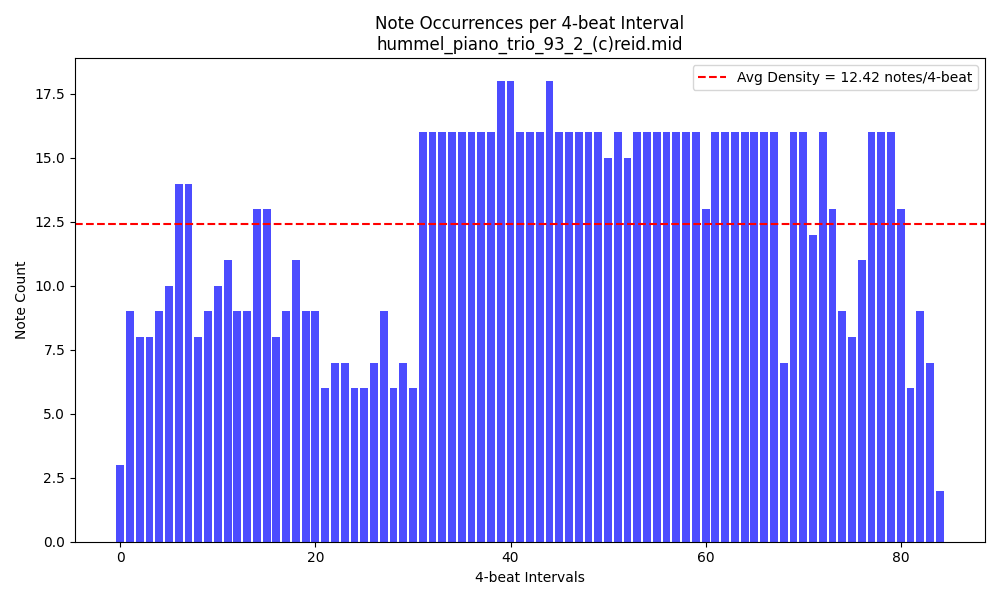 Note Occurrences per 4-beat Interval
hummel_piano_trio_93_2_(c)reid.mid
Avg Density = 12.42 notes/4-beat
Note Count
17.5
15.0
12.5
10.0
7.5
5.0
2.5
0.0
0 20 40 60 80
4-beat Intervals